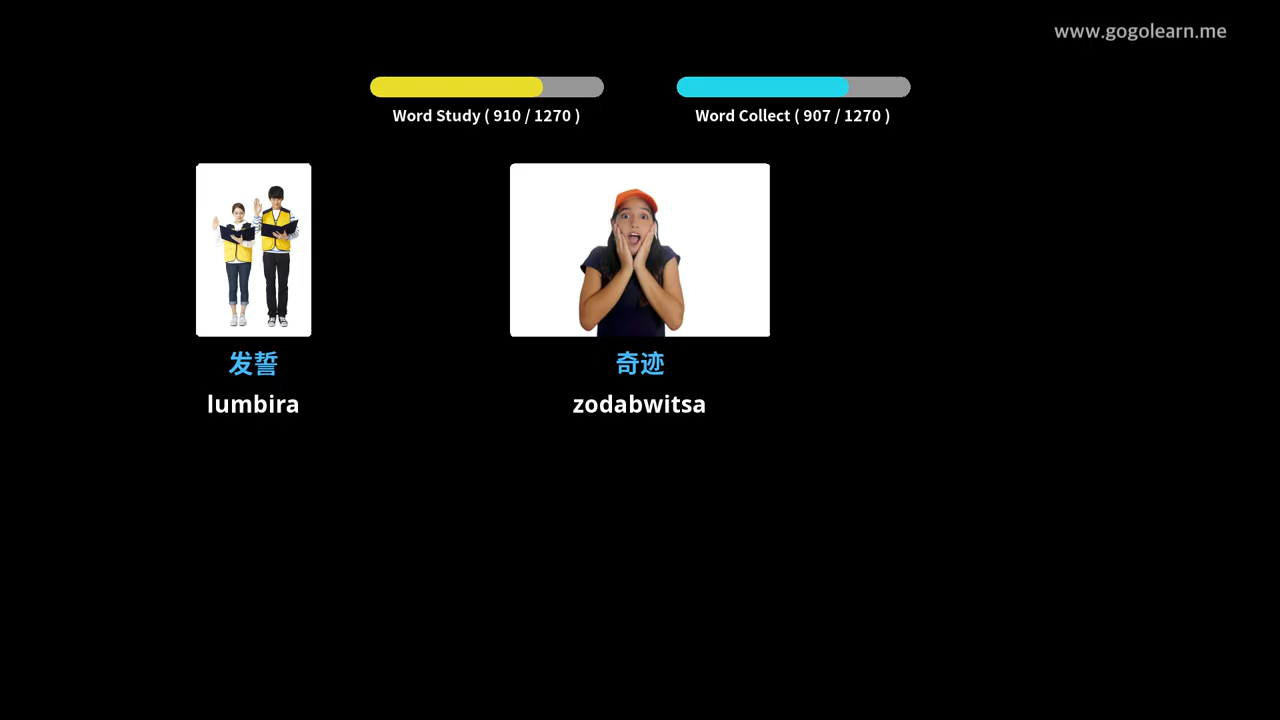 www.gogolearn.me
Word Study ( 910 / 1270 )
Word Collect ( 907 / 1270 )
发誓
奇迹
lumbira
zodabwitsa